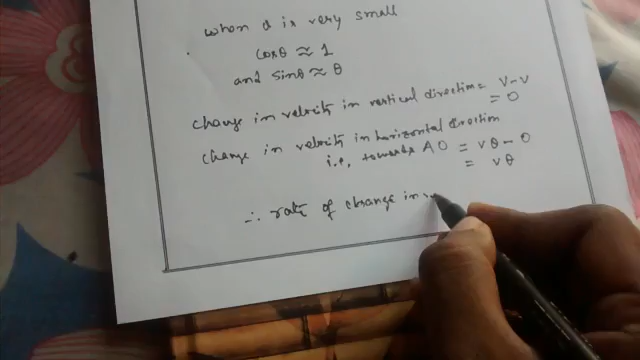 when θ is very small
cosθ ≈ 1
and sinθ ≈ θ
change in velocity in vertical direction = v-v
= 0
change in velocity in horizontal direction
i.e, towards AO = vθ - 0
= vθ
∴ rate of change in v